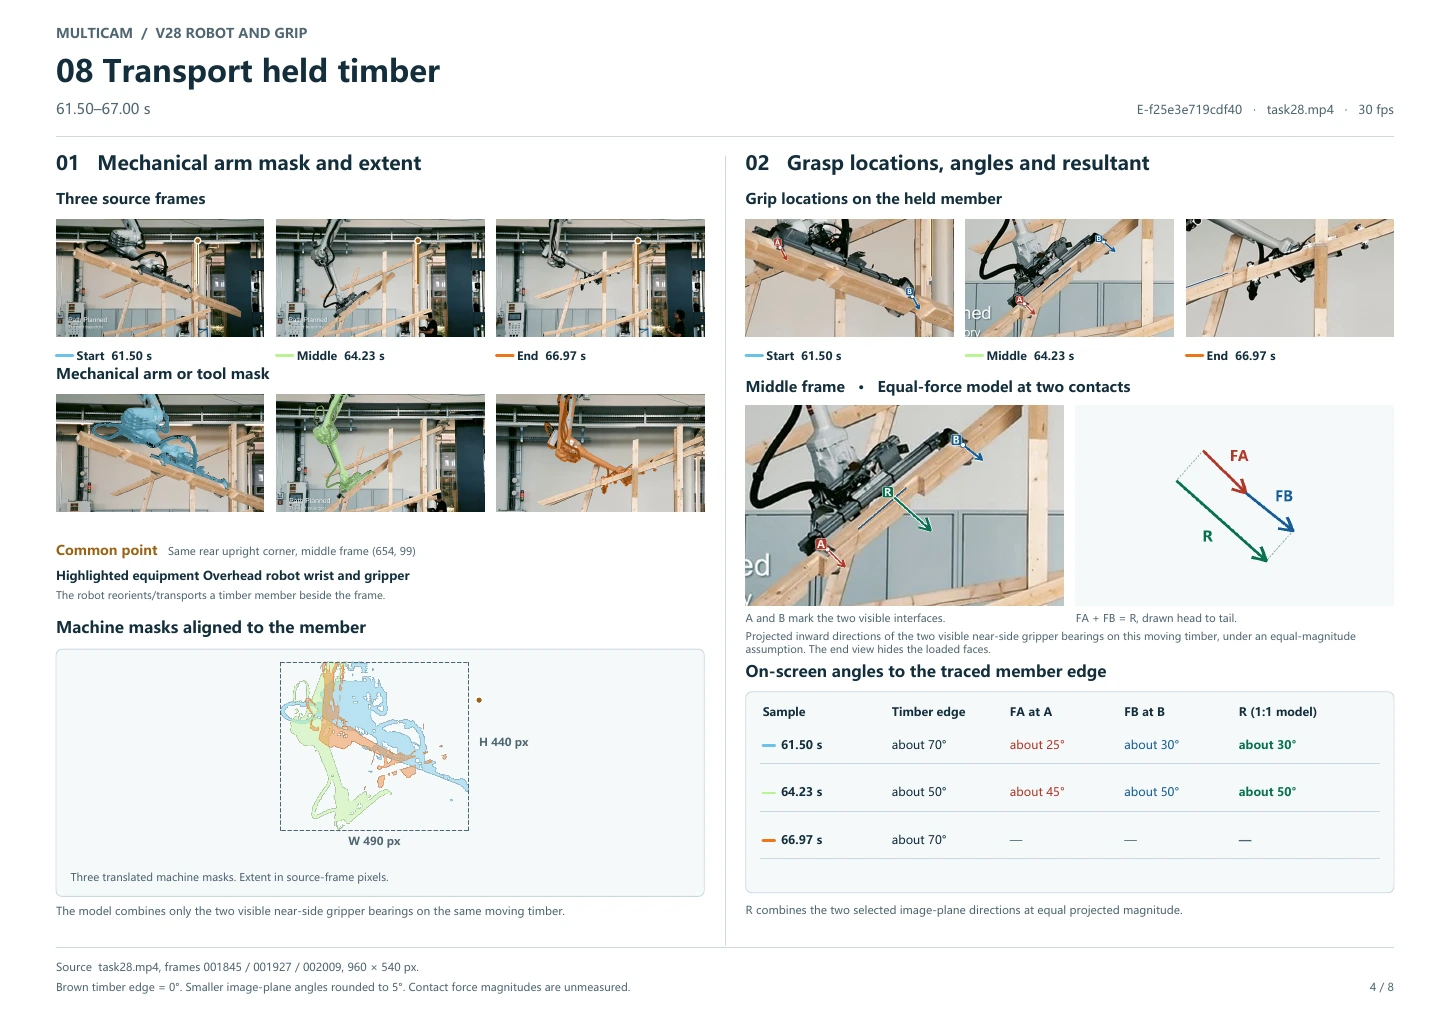 MULTICAM / V28 ROBOT AND GRIP
08 Transport held timber
61.50–67.00 s
E-f25e3e719cdf40 · task28.mp4 · 30 fps
01 Mechanical arm mask and extent
Three source frames
Path Planned
Start 61.50 s
Middle 64.23 s
End 66.97 s
Mechanical arm or tool mask
Path Planned
Common point Same rear upright corner, middle frame (654, 99)
Highlighted equipment Overhead robot wrist and gripper
The robot reorients/transports a timber member beside the frame.
Machine masks aligned to the member
H 440 px
W 490 px
Three translated machine masks. Extent in source-frame pixels.
The model combines only the two visible near-side gripper bearings on the same moving timber.
02 Grasp locations, angles and resultant
Grip locations on the held member
A
B
A
B
ned
ory
Start 61.50 s
Middle 64.23 s
End 66.97 s
Middle frame • Equal-force model at two contacts
B
R
A
ed
FA
FB
R
A and B mark the two visible interfaces.
FA + FB = R, drawn head to tail.
Projected inward directions of the two visible near-side gripper bearings on this moving timber, under an equal-magnitude
assumption. The end view hides the loaded faces.
On-screen angles to the traced member edge
Sample Timber edge FA at A FB at B R (1:1 model)
61.50 s about 70° about 25° about 30° about 30°
64.23 s about 50° about 45° about 50° about 50°
66.97 s about 70° — — —
R combines the two selected image-plane directions at equal projected magnitude.
Source task28.mp4, frames 001845 / 001927 / 002009, 960 × 540 px.
Brown timber edge = 0°. Smaller image-plane angles rounded to 5°. Contact force magnitudes are unmeasured.
4 / 8